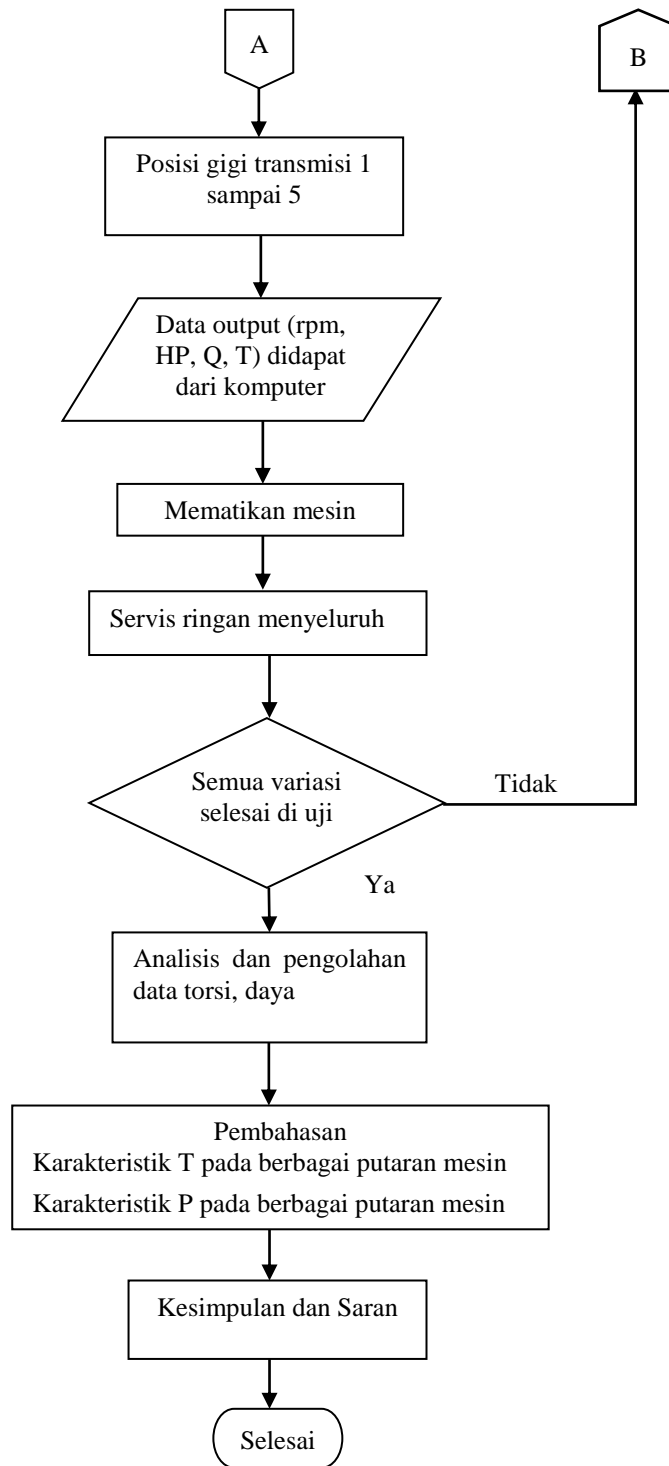 A
B
Posisi gigi transmisi 1
sampai 5
Data output (rpm,
HP, Q, T) didapat
dari komputer
Mematikan mesin
Servis ringan menyeluruh
Semua variasi
selesai di uji
Tidak
Ya
Analisis dan pengolahan
data torsi, daya
Pembahasan
Karakteristik T pada berbagai putaran mesin
Karakteristik P pada berbagai putaran mesin
Kesimpulan dan Saran
Selesai